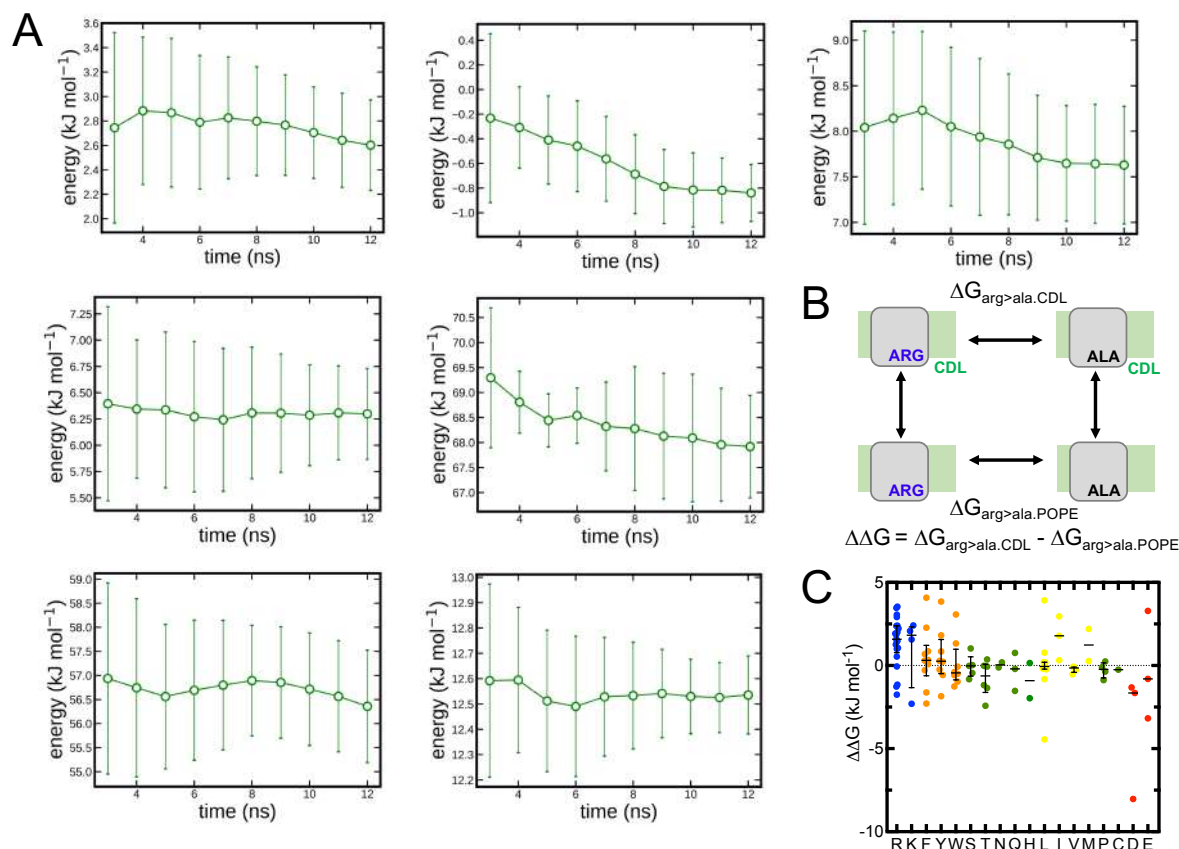 A
energy (kJ mol⁻¹)
3.6
3.4
3.2
3.0
2.8
2.6
2.4
2.2
2.0
4 6 8 10 12
time (ns)
energy (kJ mol⁻¹)
0.4
0.2
0.0
−0.2
−0.4
−0.6
−0.8
−1.0
4 6 8 10 12
time (ns)
energy (kJ mol⁻¹)
9.0
8.5
8.0
7.5
7.0
4 6 8 10 12
time (ns)
energy (kJ mol⁻¹)
7.25
7.00
6.75
6.50
6.25
6.00
5.75
5.50
4 6 8 10 12
time (ns)
energy (kJ mol⁻¹)
70.5
70.0
69.5
69.0
68.5
68.0
67.5
67.0
4 6 8 10 12
time (ns)
energy (kJ mol⁻¹)
59.0
58.5
58.0
57.5
57.0
56.5
56.0
55.5
55.0
4 6 8 10 12
time (ns)
energy (kJ mol⁻¹)
13.0
12.9
12.8
12.7
12.6
12.5
12.4
12.3
12.2
4 6 8 10 12
time (ns)
B
ΔG arg>ala.CDL
ARG
CDL
ALA
CDL
ARG
ALA
ΔG arg>ala.POPE
ΔΔG = ΔG arg>ala.CDL - ΔG arg>ala.POPE
C
ΔΔG (kJ mol-1)
5
0
-5
-10
R K F Y W S T N Q H L I V M P C D E